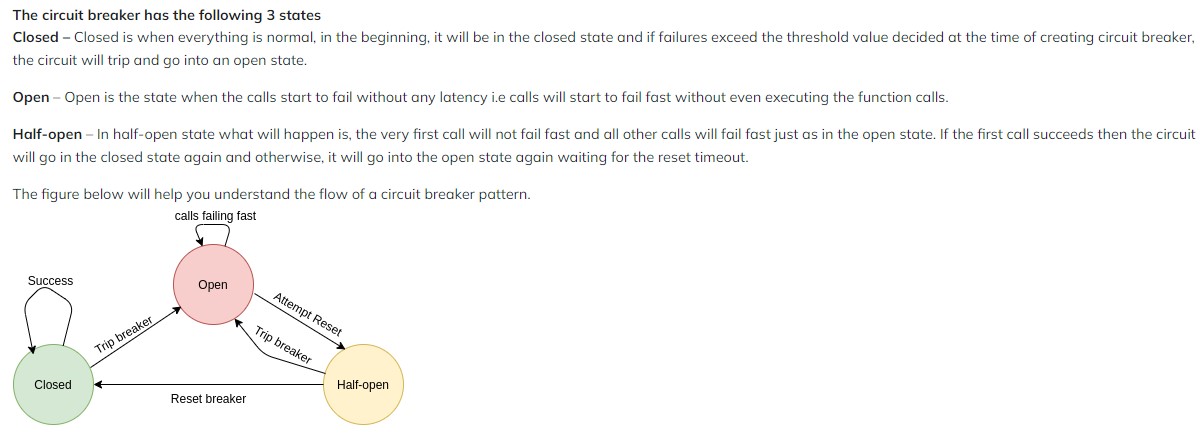 The circuit breaker has the following 3 states
Closed – Closed is when everything is normal, in the beginning, it will be in the closed state and if failures exceed the threshold value decided at the time of creating circuit breaker,
the circuit will trip and go into an open state.
Open – Open is the state when the calls start to fail without any latency i.e calls will start to fail fast without even executing the function calls.
Half-open – In half-open state what will happen is, the very first call will not fail fast and all other calls will fail fast just as in the open state. If the first call succeeds then the circuit
will go in the closed state again and otherwise, it will go into the open state again waiting for the reset timeout.
The figure below will help you understand the flow of a circuit breaker pattern.
calls failing fast
Success
Open
Attempt Reset
Trip breaker
Trip breaker
Closed
Half-open
Reset breaker